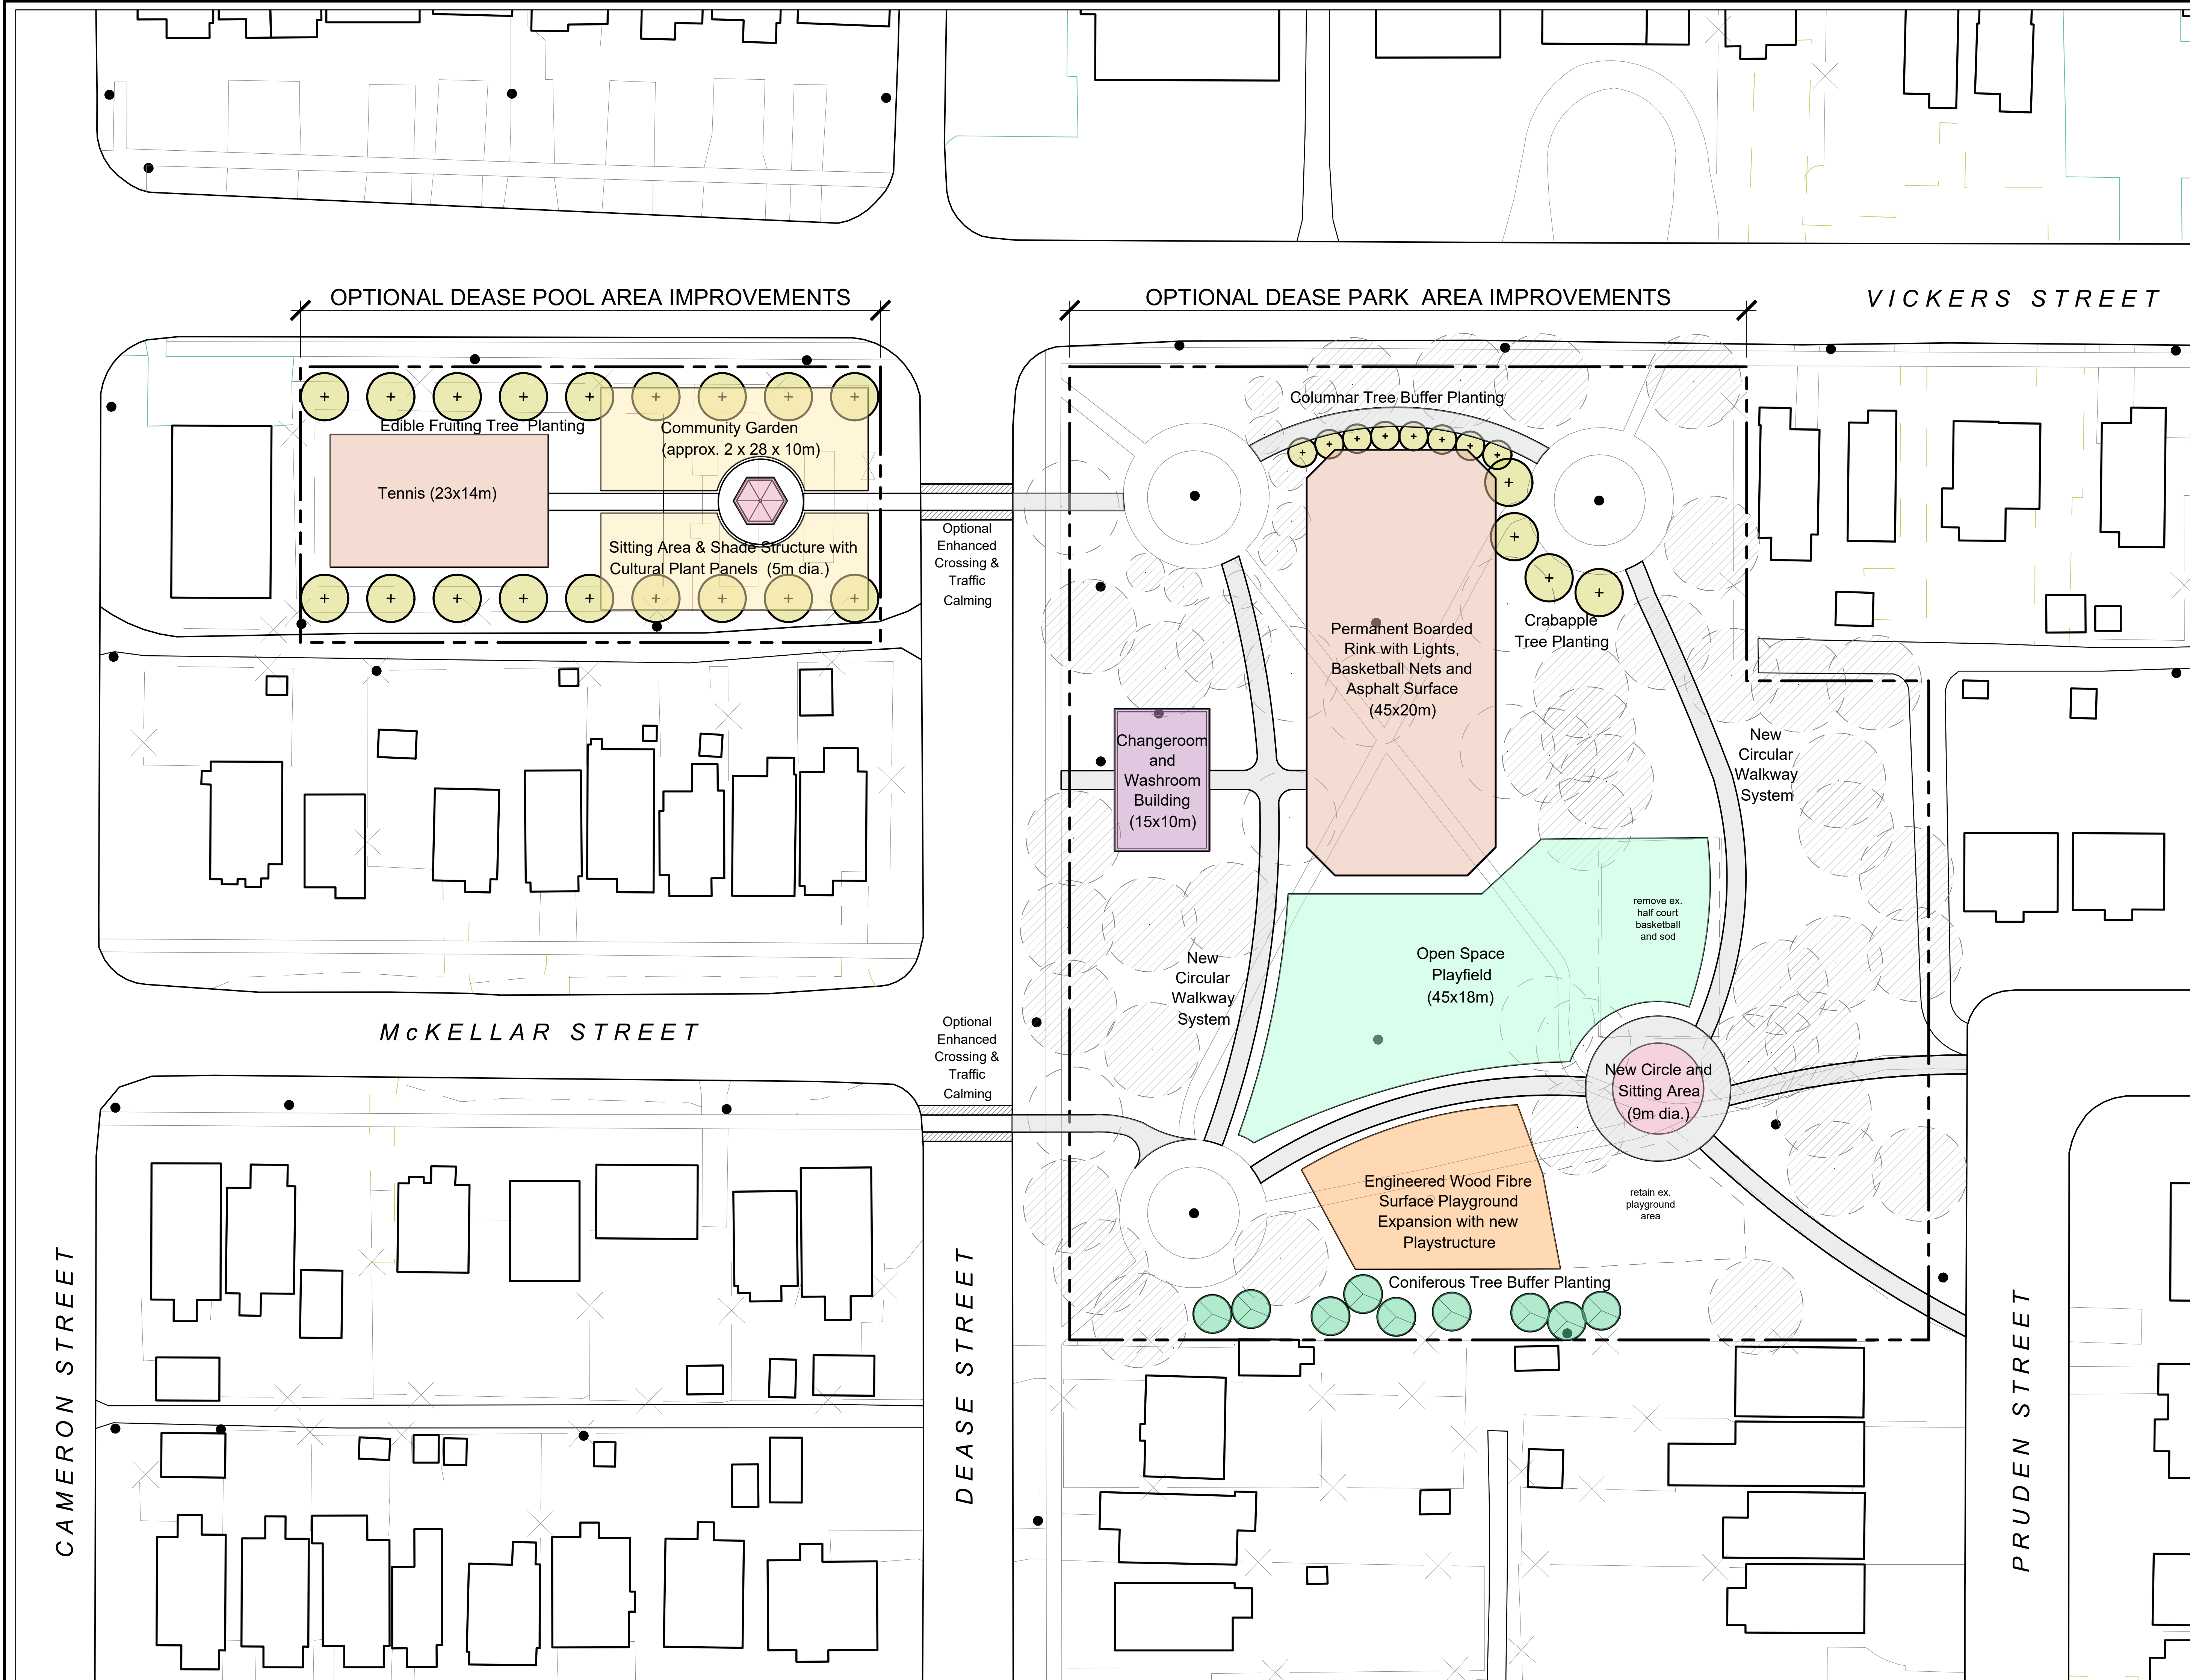 OPTIONAL DEASE POOL AREA IMPROVEMENTS
OPTIONAL DEASE PARK AREA IMPROVEMENTS
VICKERS STREET
Edible Fruiting Tree Planting
Community Garden
(approx. 2 x 28 x 10m)
Tennis (23x14m)
Sitting Area & Shade Structure with
Cultural Plant Panels (5m dia.)
Optional
Enhanced
Crossing &
Traffic
Calming
Columnar Tree Buffer Planting
Crabapple
Tree Planting
Permanent Boarded
Rink with Lights,
Basketball Nets and
Asphalt Surface
(45x20m)
Changeroom
and
Washroom
Building
(15x10m)
New
Circular
Walkway
System
remove ex.
half court
basketball
and sod
Open Space
Playfield
(45x18m)
New
Circular
Walkway
System
McKELLAR STREET
Optional
Enhanced
Crossing &
Traffic
Calming
New Circle and
Sitting Area
(9m dia.)
Engineered Wood Fibre
Surface Playground
Expansion with new
Playstructure
retain ex.
playground
area
Coniferous Tree Buffer Planting
CAMERON STREET
DEASE STREET
PRUDEN STREET